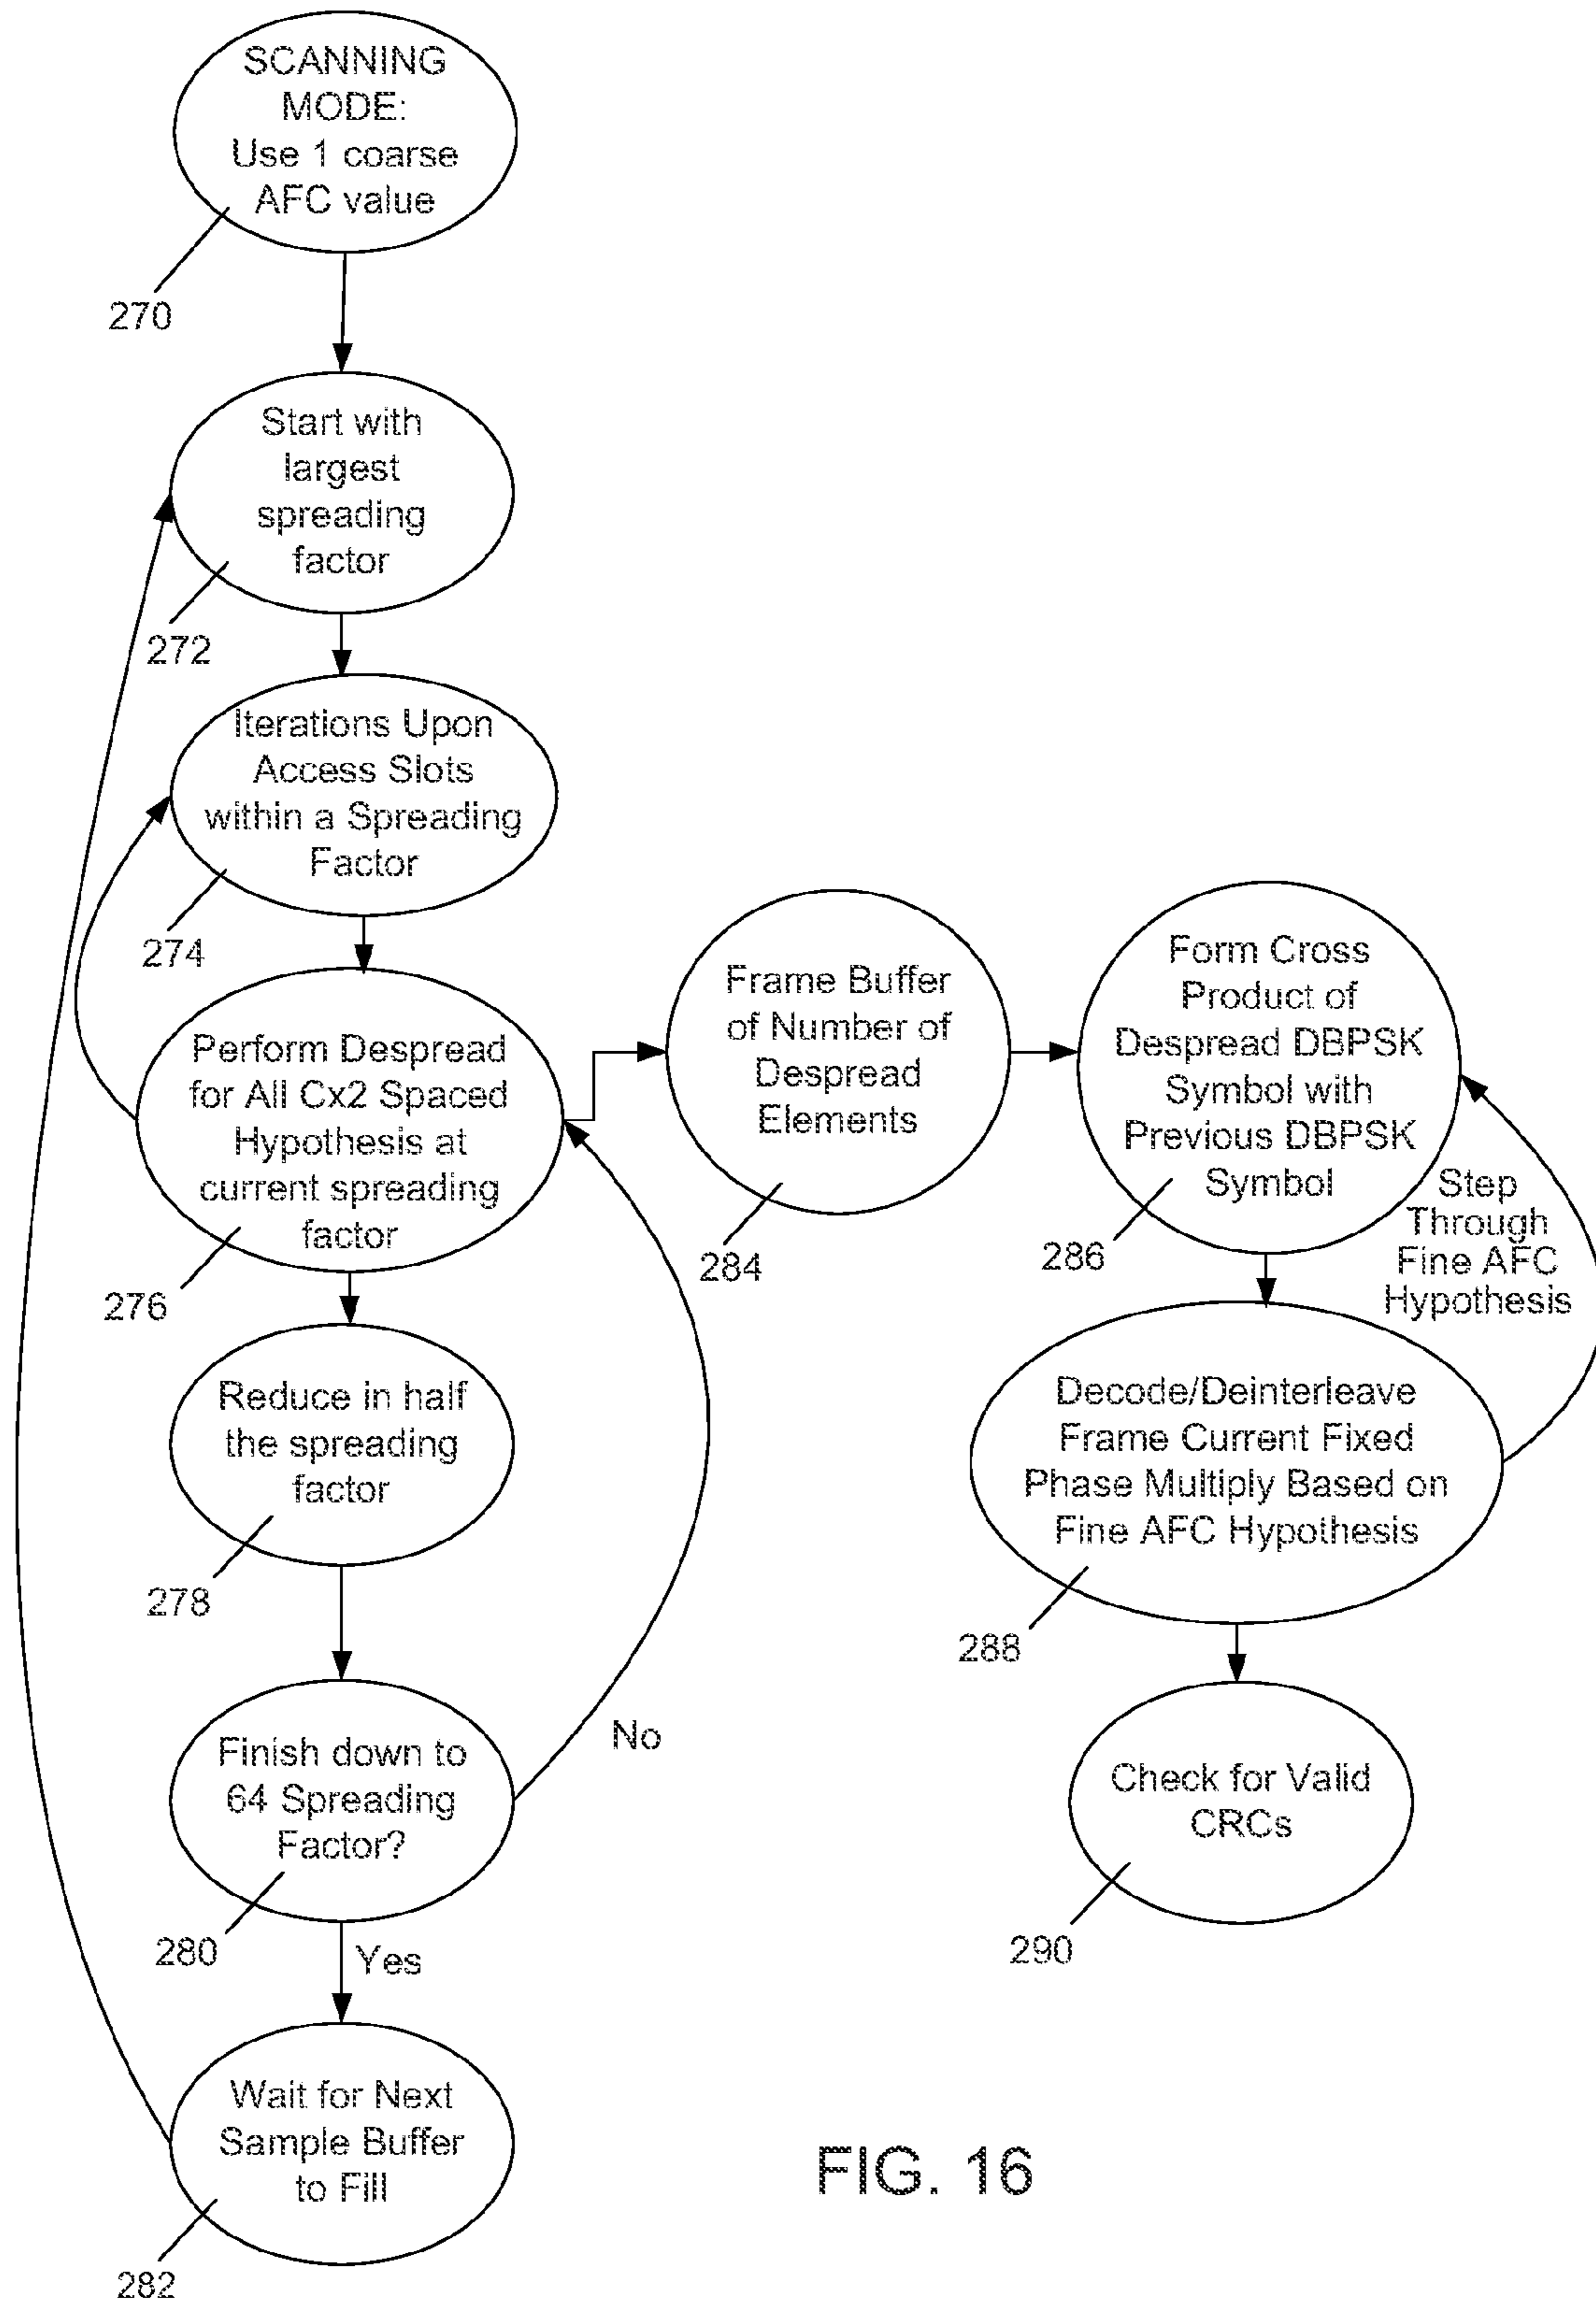 SCANNING
MODE:
Use 1 coarse
AFC value
270
Start with
largest
spreading
factor
272
Iterations Upon
Access Slots
within a Spreading
Factor
274
Perform Despread
for All Cx2 Spaced
Hypothesis at
current spreading
factor
276
Reduce in half
the spreading
factor
278
Finish down to
64 Spreading
Factor?
280
No
Yes
Wait for Next
Sample Buffer
to Fill
282
Frame Buffer
of Number of
Despread
Elements
284
Form Cross
Product of
Despread DBPSK
Symbol with
Previous DBPSK
Symbol
286
Step
Through
Fine AFC
Hypothesis
Decode/Deinterleave
Frame Current Fixed
Phase Multiply Based on
Fine AFC Hypothesis
288
Check for Valid
CRCs
290
FIG. 16